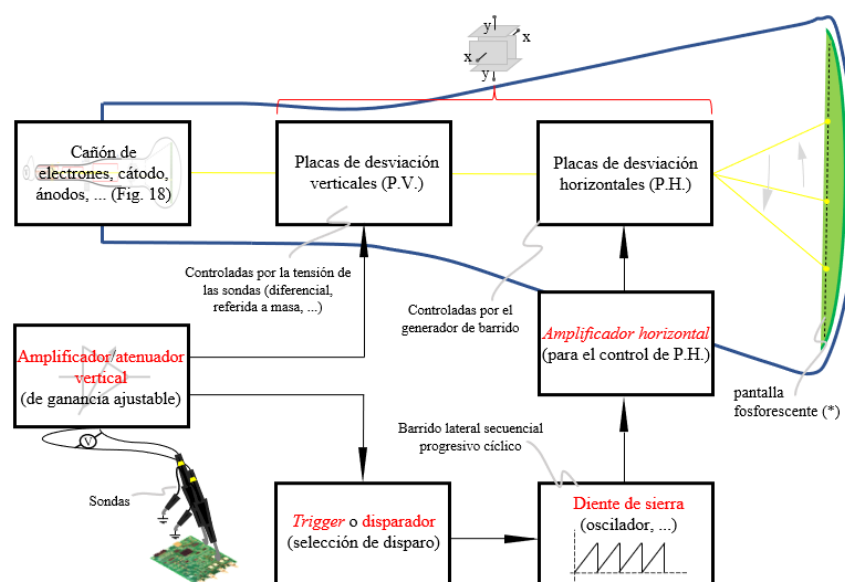 y
x
x
y
Cañón de
electrones, cátodo,
ánodos, ... (Fig. 18)
Placas de desviación
verticales (P.V.)
Placas de desviación
horizontales (P.H.)
Controladas por la tensión de
las sondas (diferencial,
referida a masa, ...)
Controladas por el
generador de barrido
Amplificador/atenuador
vertical
(de ganancia ajustable)
Amplificador horizontal
(para el control de P.H.)
pantalla
fosforescente (*)
V
Sondas
Barrido lateral secuencial
progresivo cíclico
Trigger o disparador
(selección de disparo)
Diente de sierra
(oscilador, ...)